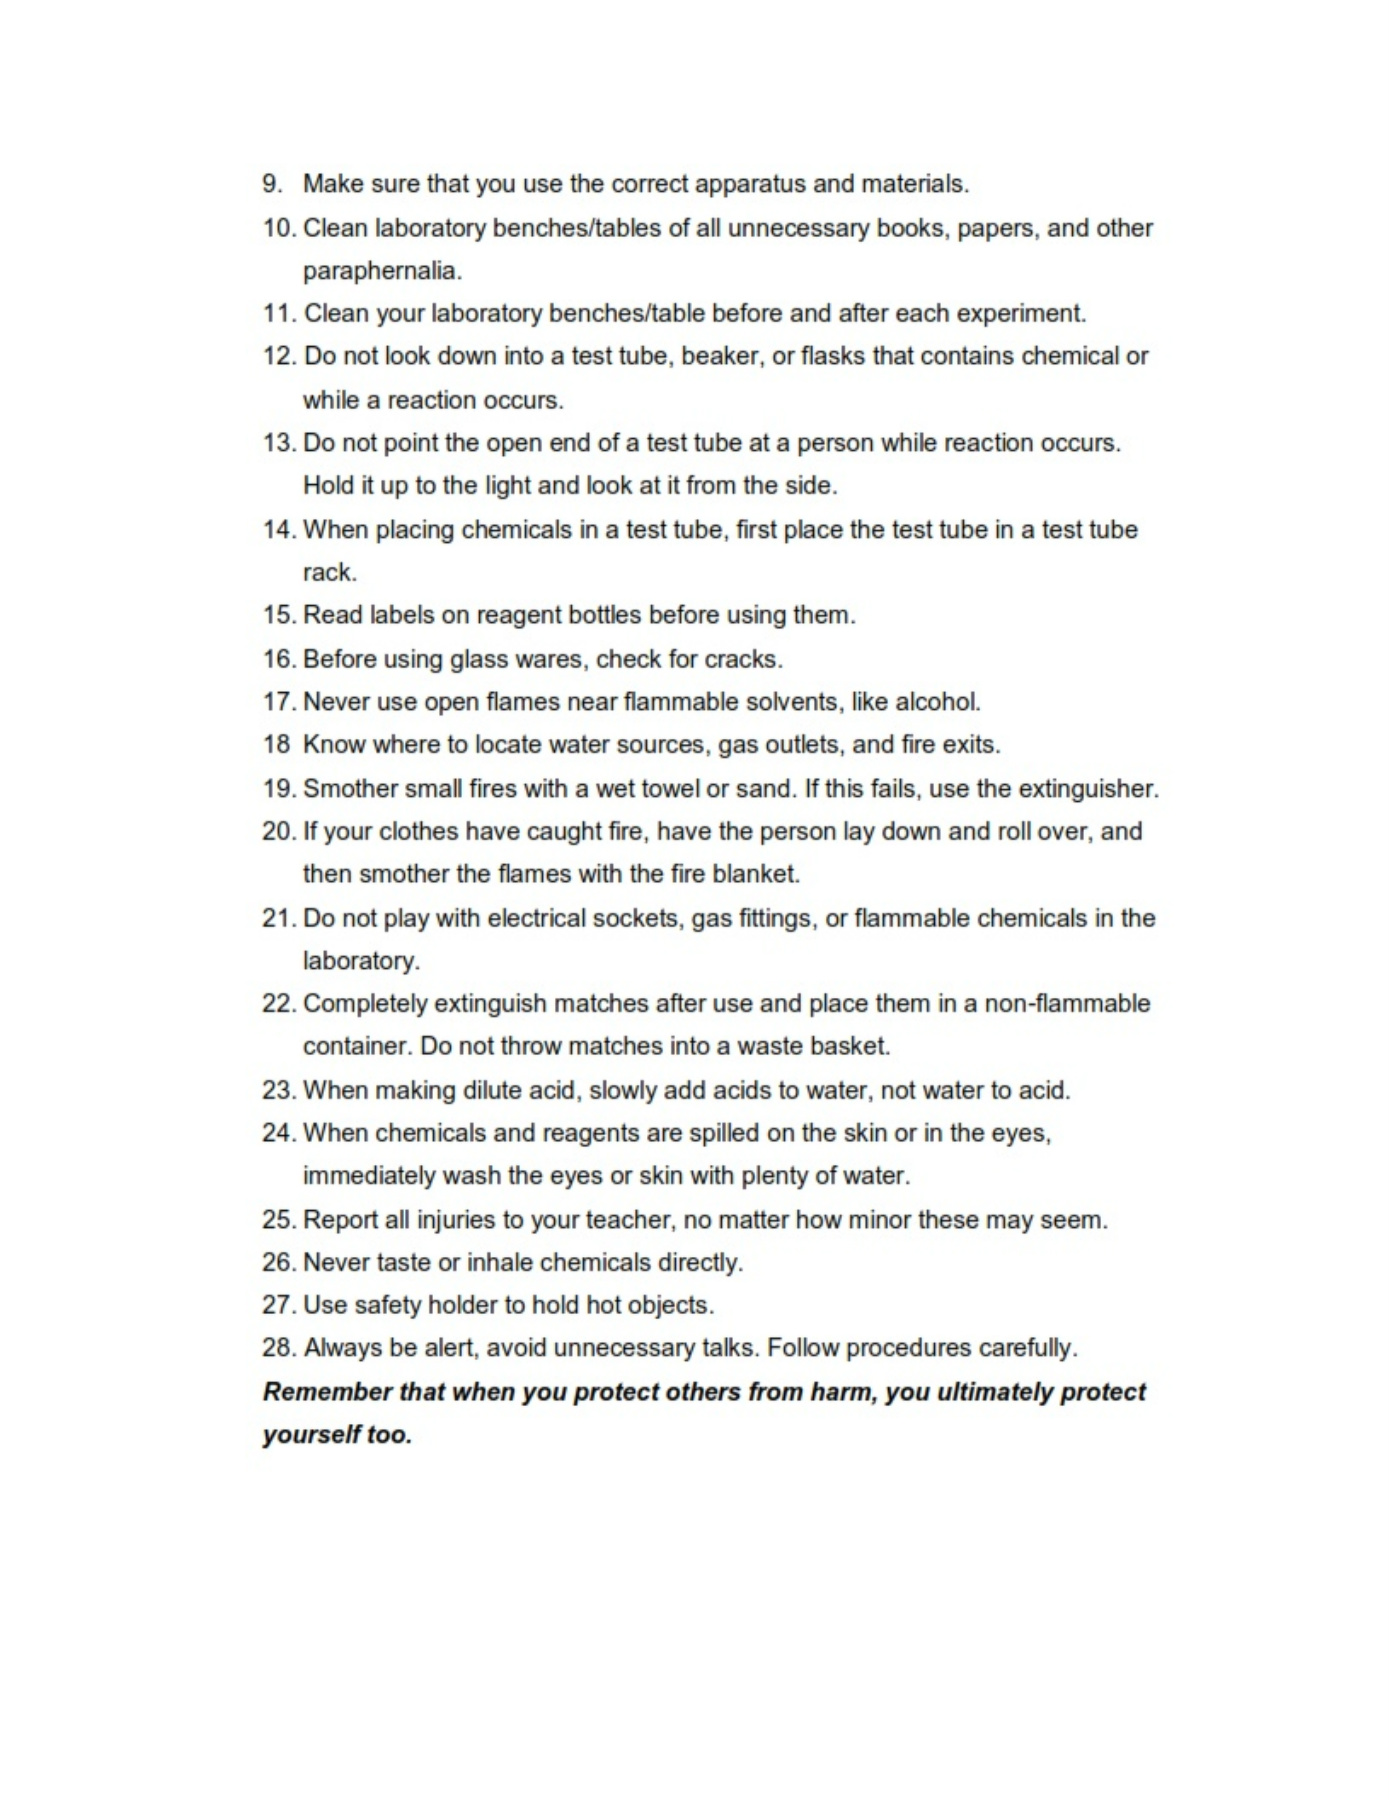 9. Make sure that you use the correct apparatus and materials.
10. Clean laboratory benches/tables of all unnecessary books, papers, and other
paraphernalia.
11. Clean your laboratory benches/table before and after each experiment.
12. Do not look down into a test tube, beaker, or flasks that contains chemical or
while a reaction occurs.
13. Do not point the open end of a test tube at a person while reaction occurs.
Hold it up to the light and look at it from the side.
14. When placing chemicals in a test tube, first place the test tube in a test tube
rack.
15. Read labels on reagent bottles before using them.
16. Before using glass wares, check for cracks.
17. Never use open flames near flammable solvents, like alcohol.
18 Know where to locate water sources, gas outlets, and fire exits.
19. Smother small fires with a wet towel or sand. If this fails, use the extinguisher.
20. If your clothes have caught fire, have the person lay down and roll over, and
then smother the flames with the fire blanket.
21. Do not play with electrical sockets, gas fittings, or flammable chemicals in the
laboratory.
22. Completely extinguish matches after use and place them in a non-flammable
container. Do not throw matches into a waste basket.
23. When making dilute acid, slowly add acids to water, not water to acid.
24. When chemicals and reagents are spilled on the skin or in the eyes,
immediately wash the eyes or skin with plenty of water.
25. Report all injuries to your teacher, no matter how minor these may seem.
26. Never taste or inhale chemicals directly.
27. Use safety holder to hold hot objects.
28. Always be alert, avoid unnecessary talks. Follow procedures carefully.
Remember that when you protect others from harm, you ultimately protect
yourself too.